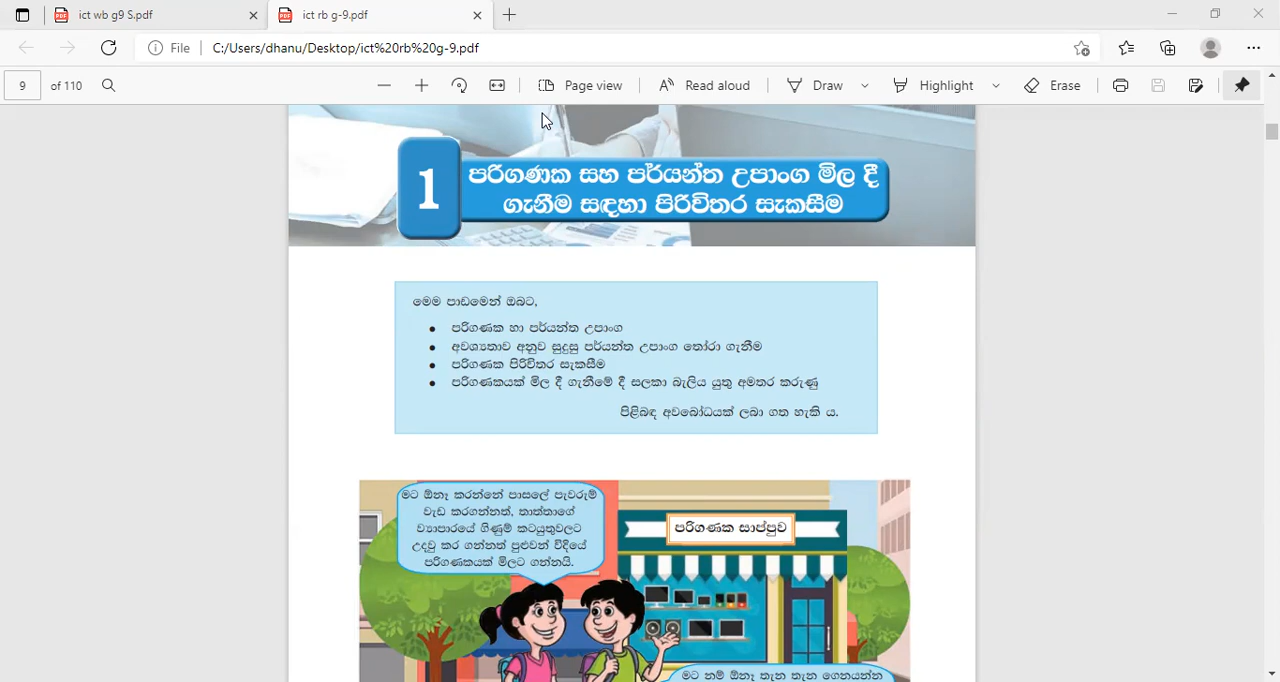 ict wb g9 S.pdf
ict rb g-9.pdf
File
C:/Users/dhanu/Desktop/ict%20rb%20g-9.pdf
9 of 110
Page view
Read aloud
Draw
Highlight
Erase
1
පරිගණක සහ පර්යන්ත උපාංග මිල දී
ගැනීම සඳහා පිරිවිතර සැකසීම
මෙම පාඩමෙන් ඔබට,
• පරිගණක හා පර්යන්ත උපාංග
• අවශ්‍යතාව අනුව සුදුසු පර්යන්ත උපාංග තෝරා ගැනීම
• පරිගණක පිරිවිතර සැකසීම
• පරිගණකයක් මිල දී ගැනීමේ දී සලකා බැලිය යුතු අමතර කරුණු
පිළිබඳ අවබෝධයක් ලබා ගත හැකි ය.
මට ඕනෑ කරන්නේ පාසලේ පැවරුම්
වැඩ කරගන්නත්, තාත්තාගේ
ව්‍යාපාරයේ ගිණුම් කටයුතුවලට
උදවු කර ගන්නත් පුළුවන් විදියේ
පරිගණකයක් මිලට ගන්නයි.
පරිගණක සාප්පුව
මට නම් ඕනෑ තැන තැන ගෙනයන්න